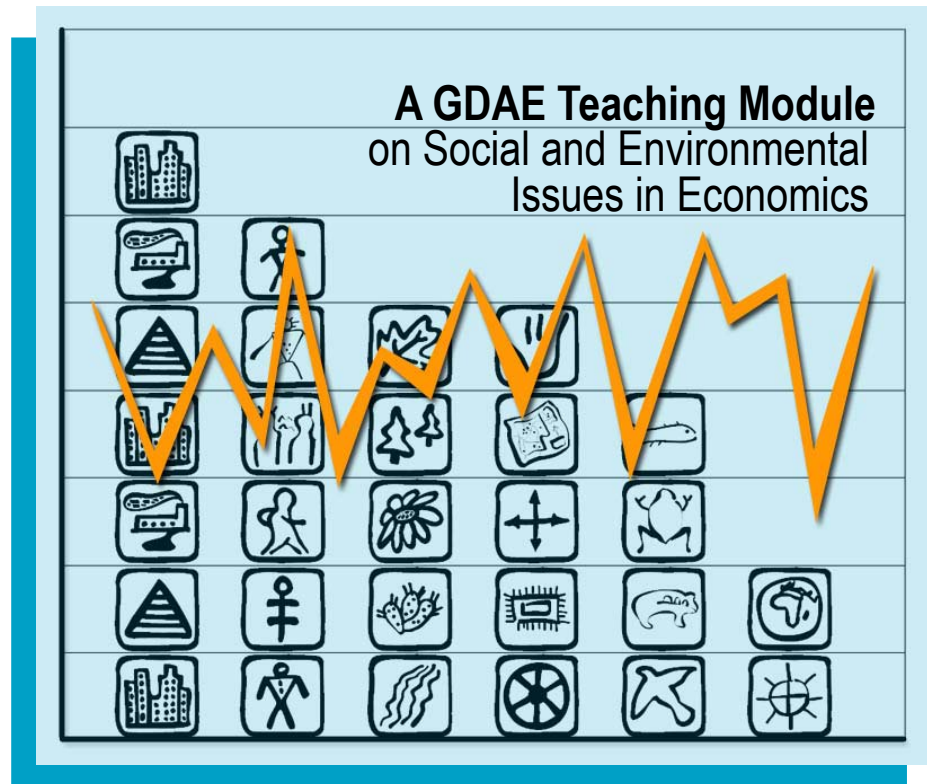 A GDAE Teaching Module
on Social and Environmental
Issues in Economics